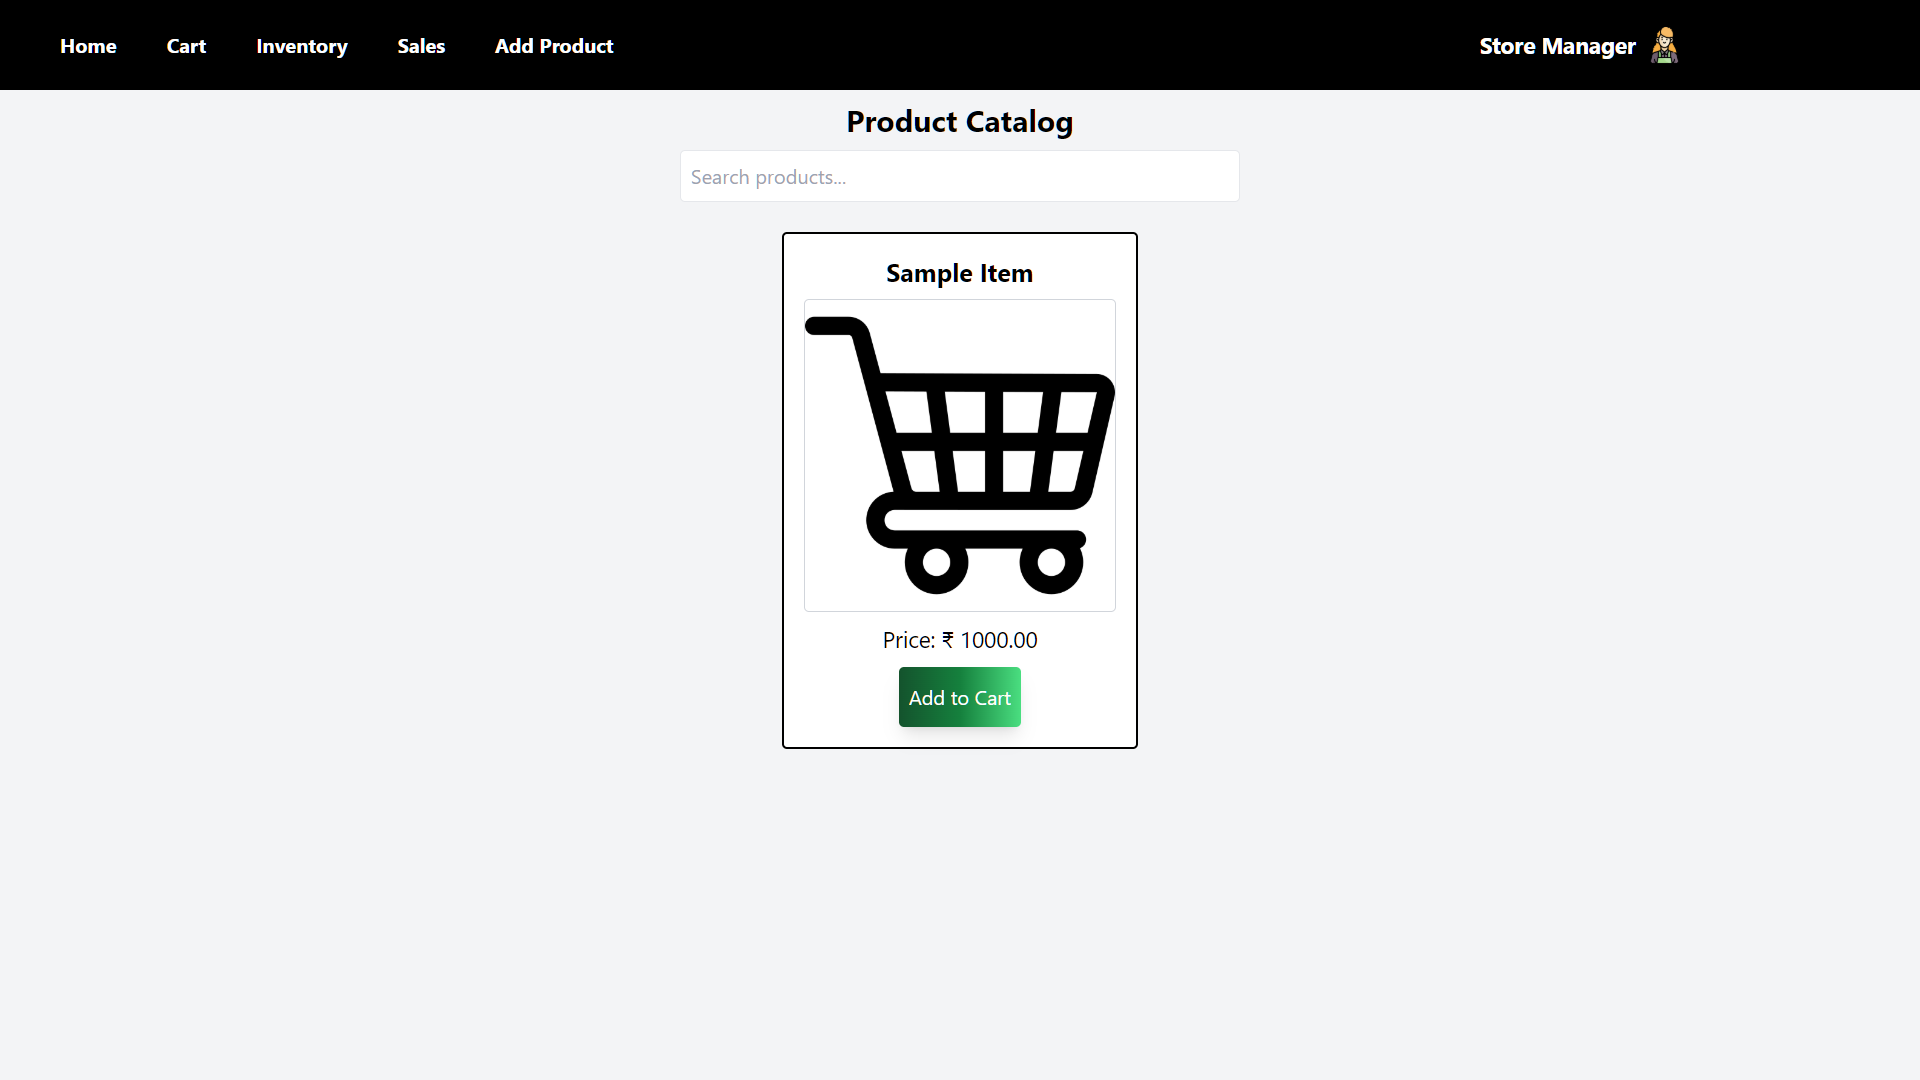 Home Cart Inventory Sales Add Product Store Manager
Product Catalog
Search products...
Sample Item
Price: ₹ 1000.00
Add to Cart